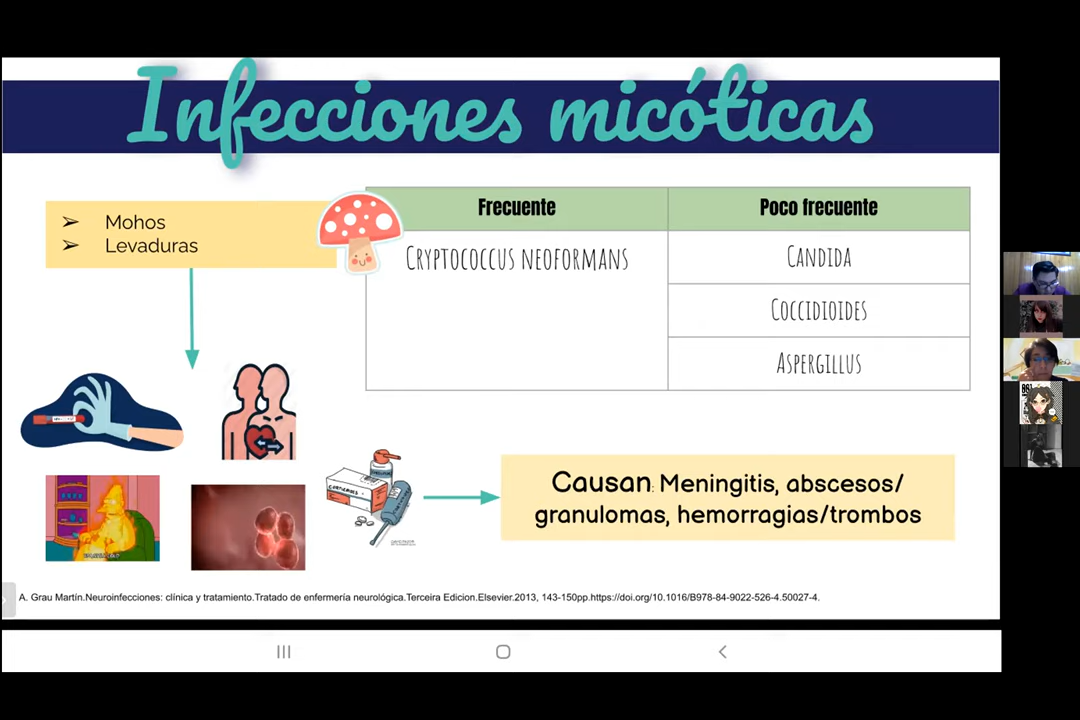 Infecciones micóticas
➢ Mohos
➢ Levaduras
Frecuente
Poco frecuente
CRYPTOCOCCUS NEOFORMANS
CANDIDA
COCCIDIOIDES
ASPERGILLUS
Causan: Meningitis, abscesos/
granulomas, hemorragias/trombos
A. Grau Martín.Neuroinfecciones: clínica y tratamiento.Tratado de enfermería neurológica.Terceira Edicion.Elsevier.2013, 143-150pp.https://doi.org/10.1016/B978-84-9022-526-4.50027-4.